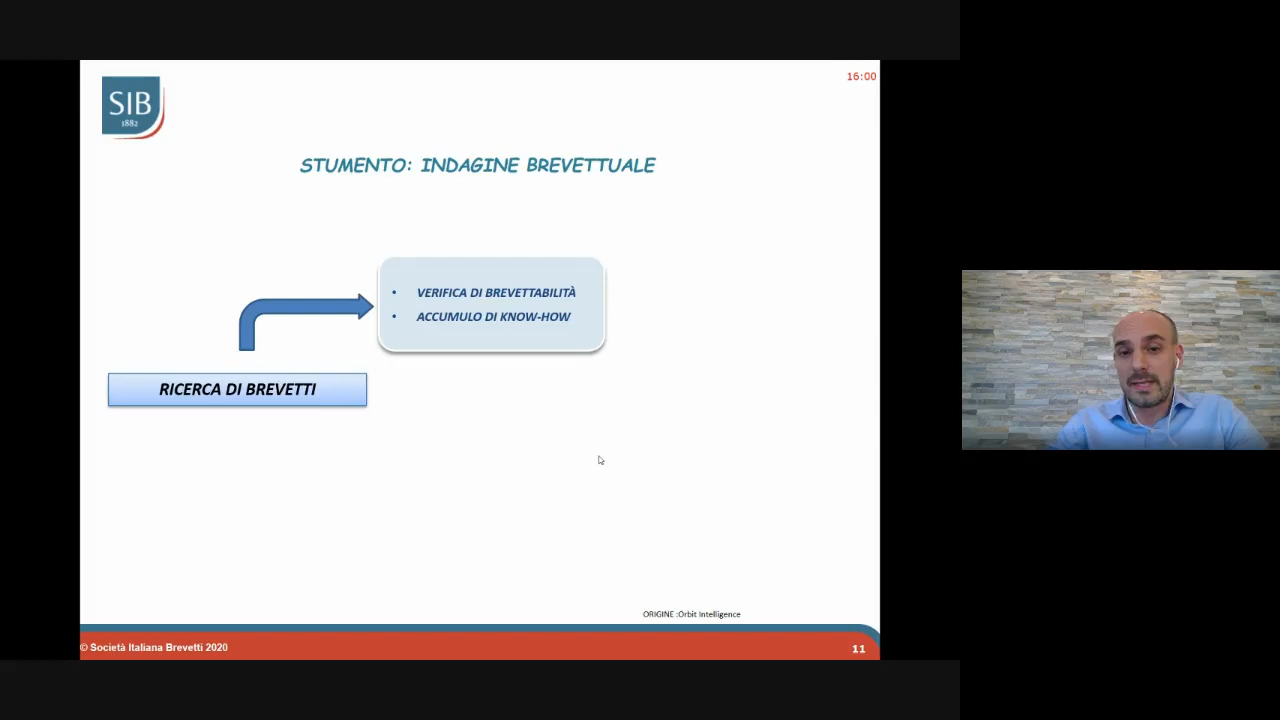 16:00
SIB
1882
STUMENTO: INDAGINE BREVETTUALE
• VERIFICA DI BREVETTABILITÀ
• ACCUMULO DI KNOW-HOW
RICERCA DI BREVETTI
ORIGINE :Orbit Intelligence
© Società Italiana Brevetti 2020
11